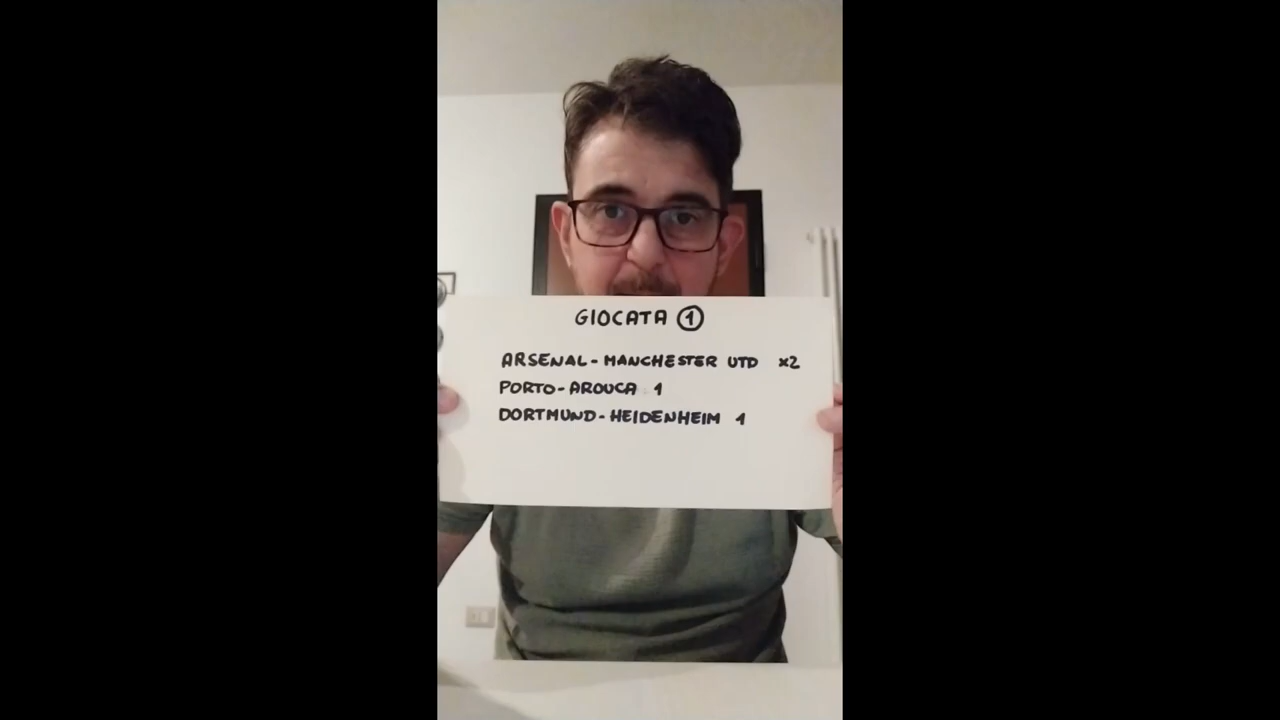 GIOCATA 1
ARSENAL-MANCHESTER UTD X2
PORTO-AROUCA 1
DORTMUND-HEIDENHEIM 1